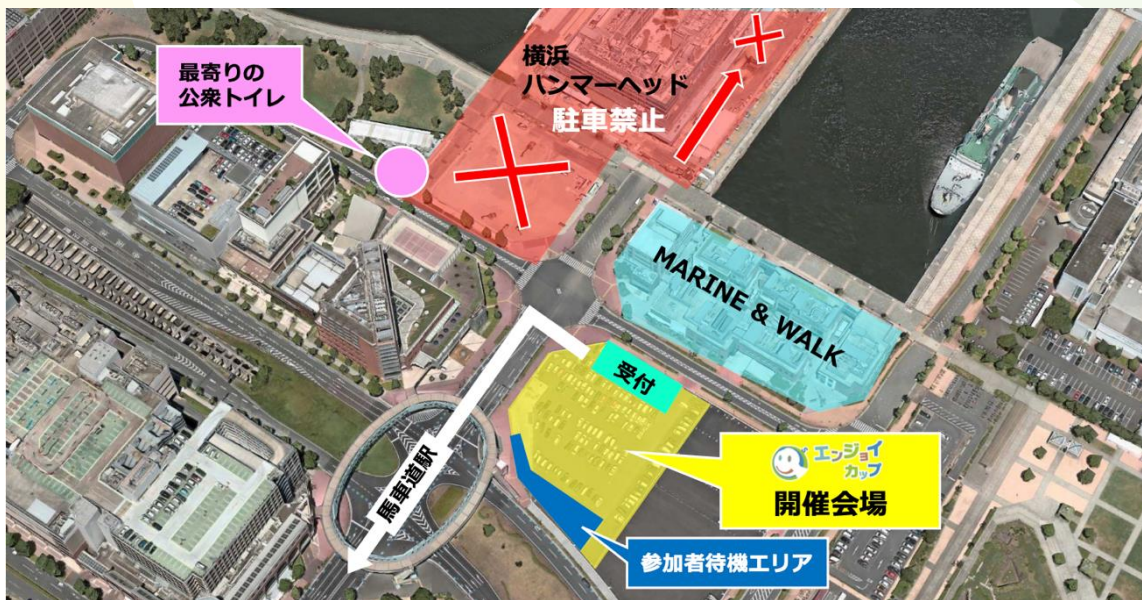 最寄りの
公衆トイレ
横浜
ハンマーヘッド
駐車禁止
MARINE & WALK
受付
馬車道駅
エンジョイ
カップ
開催会場
参加者待機エリア